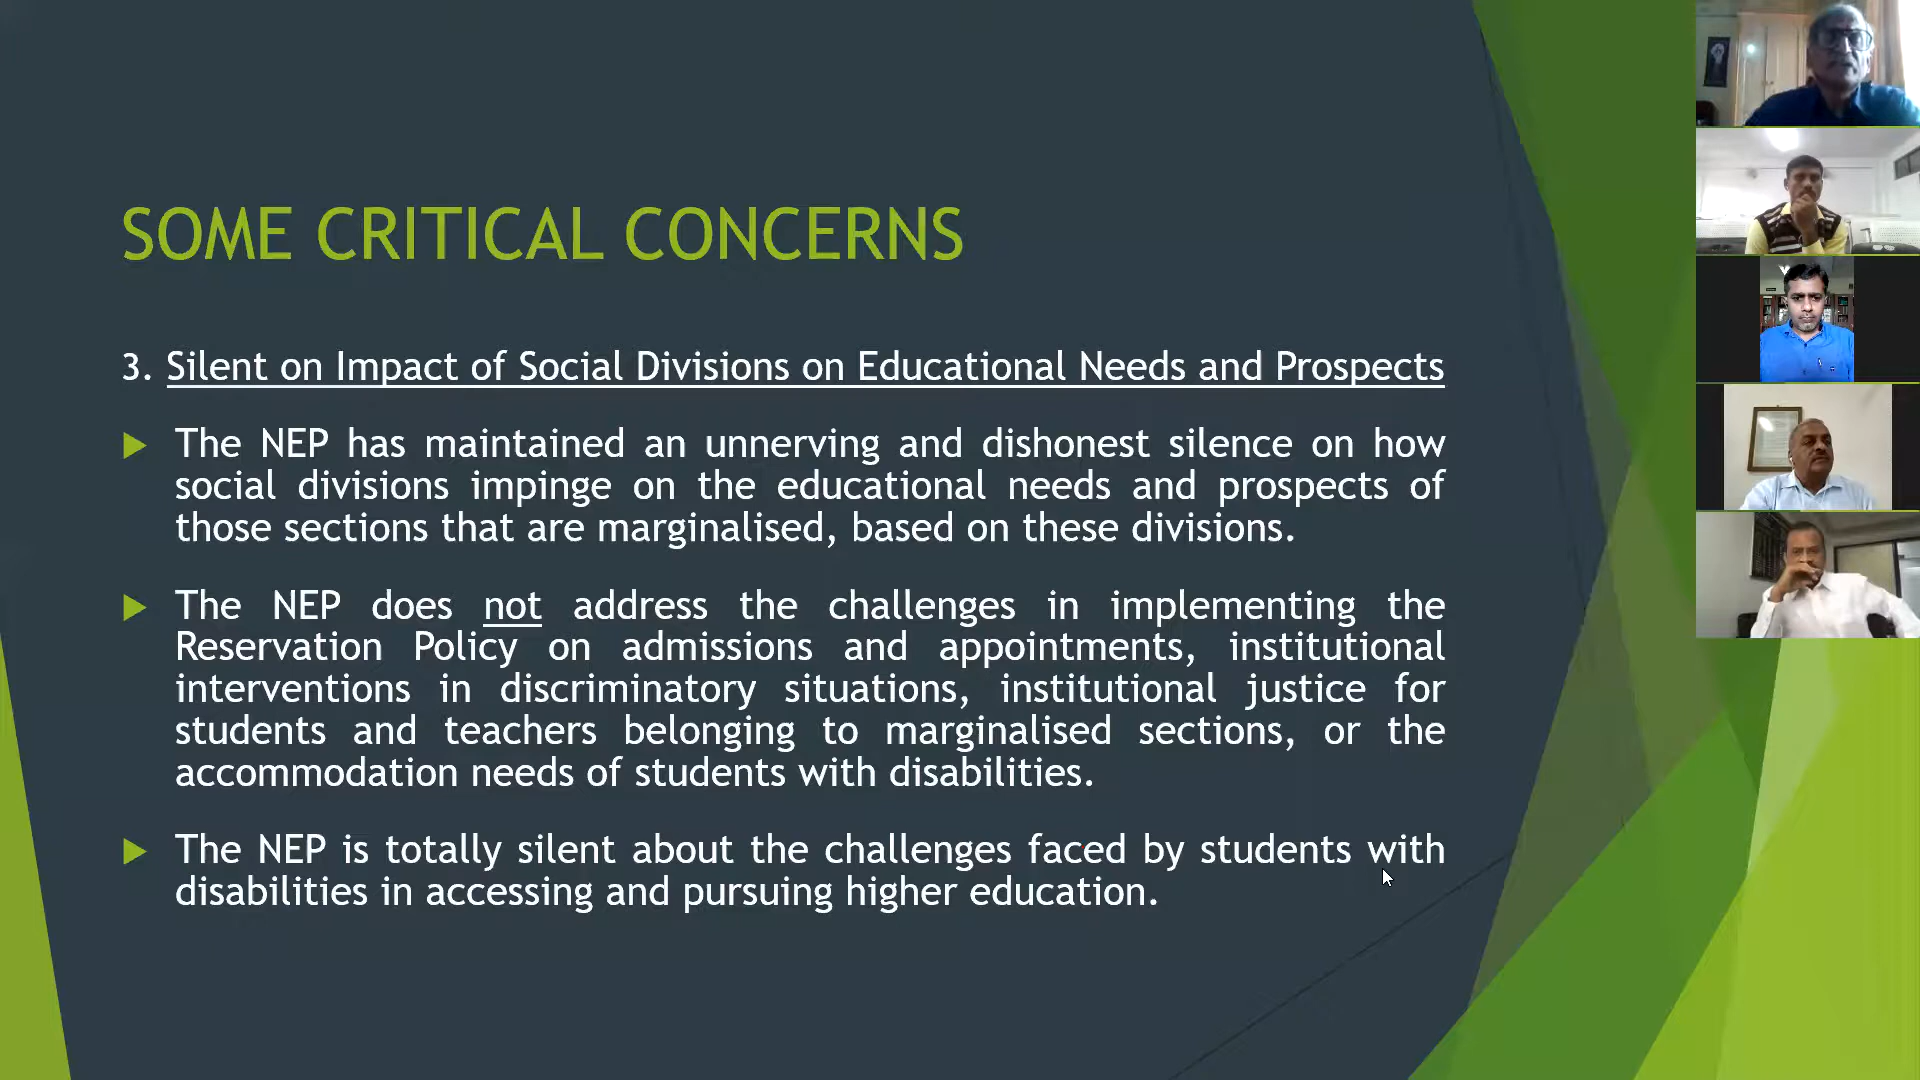 SOME CRITICAL CONCERNS
3. Silent on Impact of Social Divisions on Educational Needs and Prospects
The NEP has maintained an unnerving and dishonest silence on how
social divisions impinge on the educational needs and prospects of
those sections that are marginalised, based on these divisions.
The NEP does not address the challenges in implementing the
Reservation Policy on admissions and appointments, institutional
interventions in discriminatory situations, institutional justice for
students and teachers belonging to marginalised sections, or the
accommodation needs of students with disabilities.
The NEP is totally silent about the challenges faced by students with
disabilities in accessing and pursuing higher education.